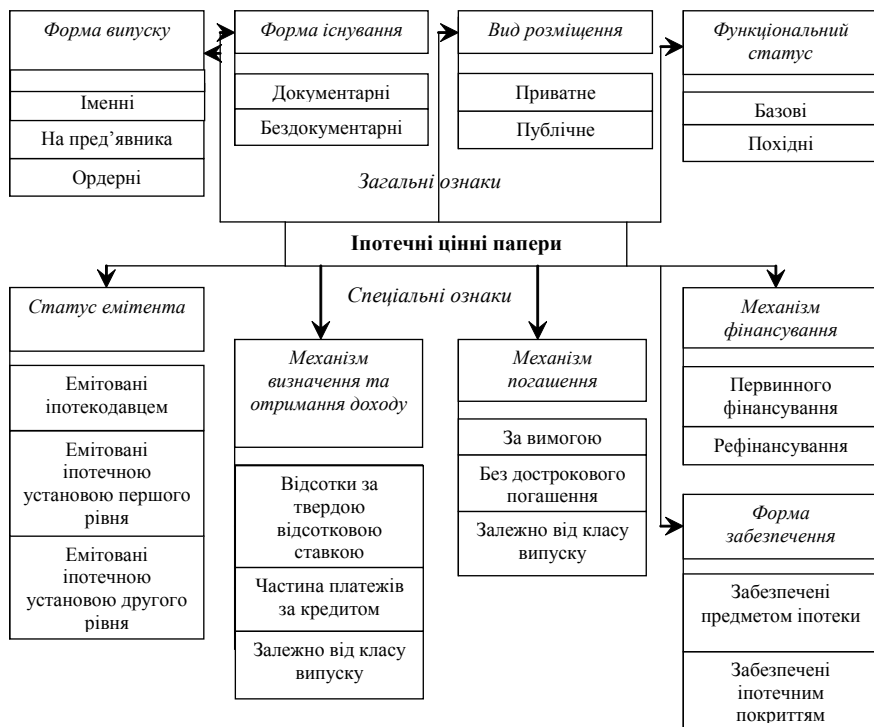 Форма випуску
Іменні
На пред’явника
Ордерні
Форма існування
Документарні
Бездокументарні
Вид розміщення
Приватне
Публічне
Функціональний
статус
Базові
Похідні
Загальні ознаки
Іпотечні цінні папери
Спеціальні ознаки
Статус емітента
Емітовані
іпотекодавцем
Емітовані
іпотечною
установою першого
рівня
Емітовані
іпотечною
установою другого
рівня
Механізм
визначення та
отримання доходу
Відсотки за
твердою
відсотковою
ставкою
Частина платежів
за кредитом
Залежно від класу
випуску
Механізм
погашення
За вимогою
Без дострокового
погашення
Залежно від класу
випуску
Механізм
фінансування
Первинного
фінансування
Рефінансування
Форма
забезпечення
Забезпечені
предметом іпотеки
Забезпечені
іпотечним
покриттям